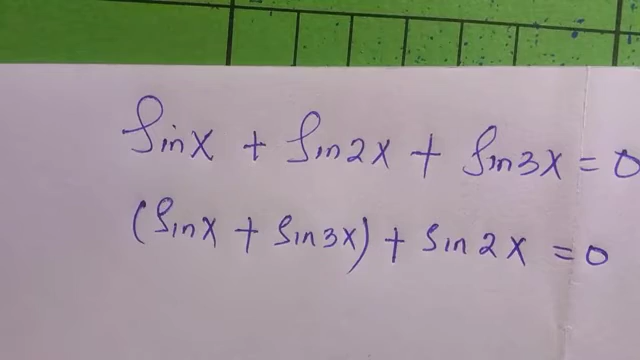 Sinx + Sin2x + Sin3x = 0
(Sinx + Sin3x) + Sin2x = 0